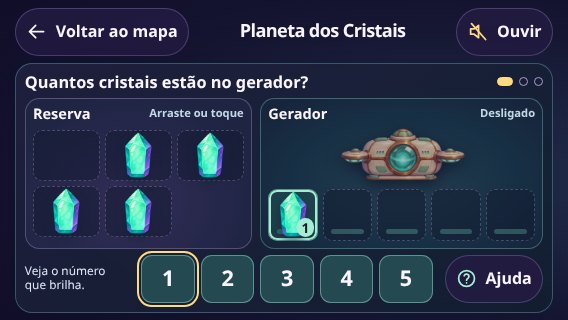 Voltar ao mapa
Planeta dos Cristais
Ouvir
Quantos cristais estão no gerador?
Reserva
Arraste ou toque
Gerador
Desligado
1
Veja o número
que brilha.
1
2
3
4
5
Ajuda